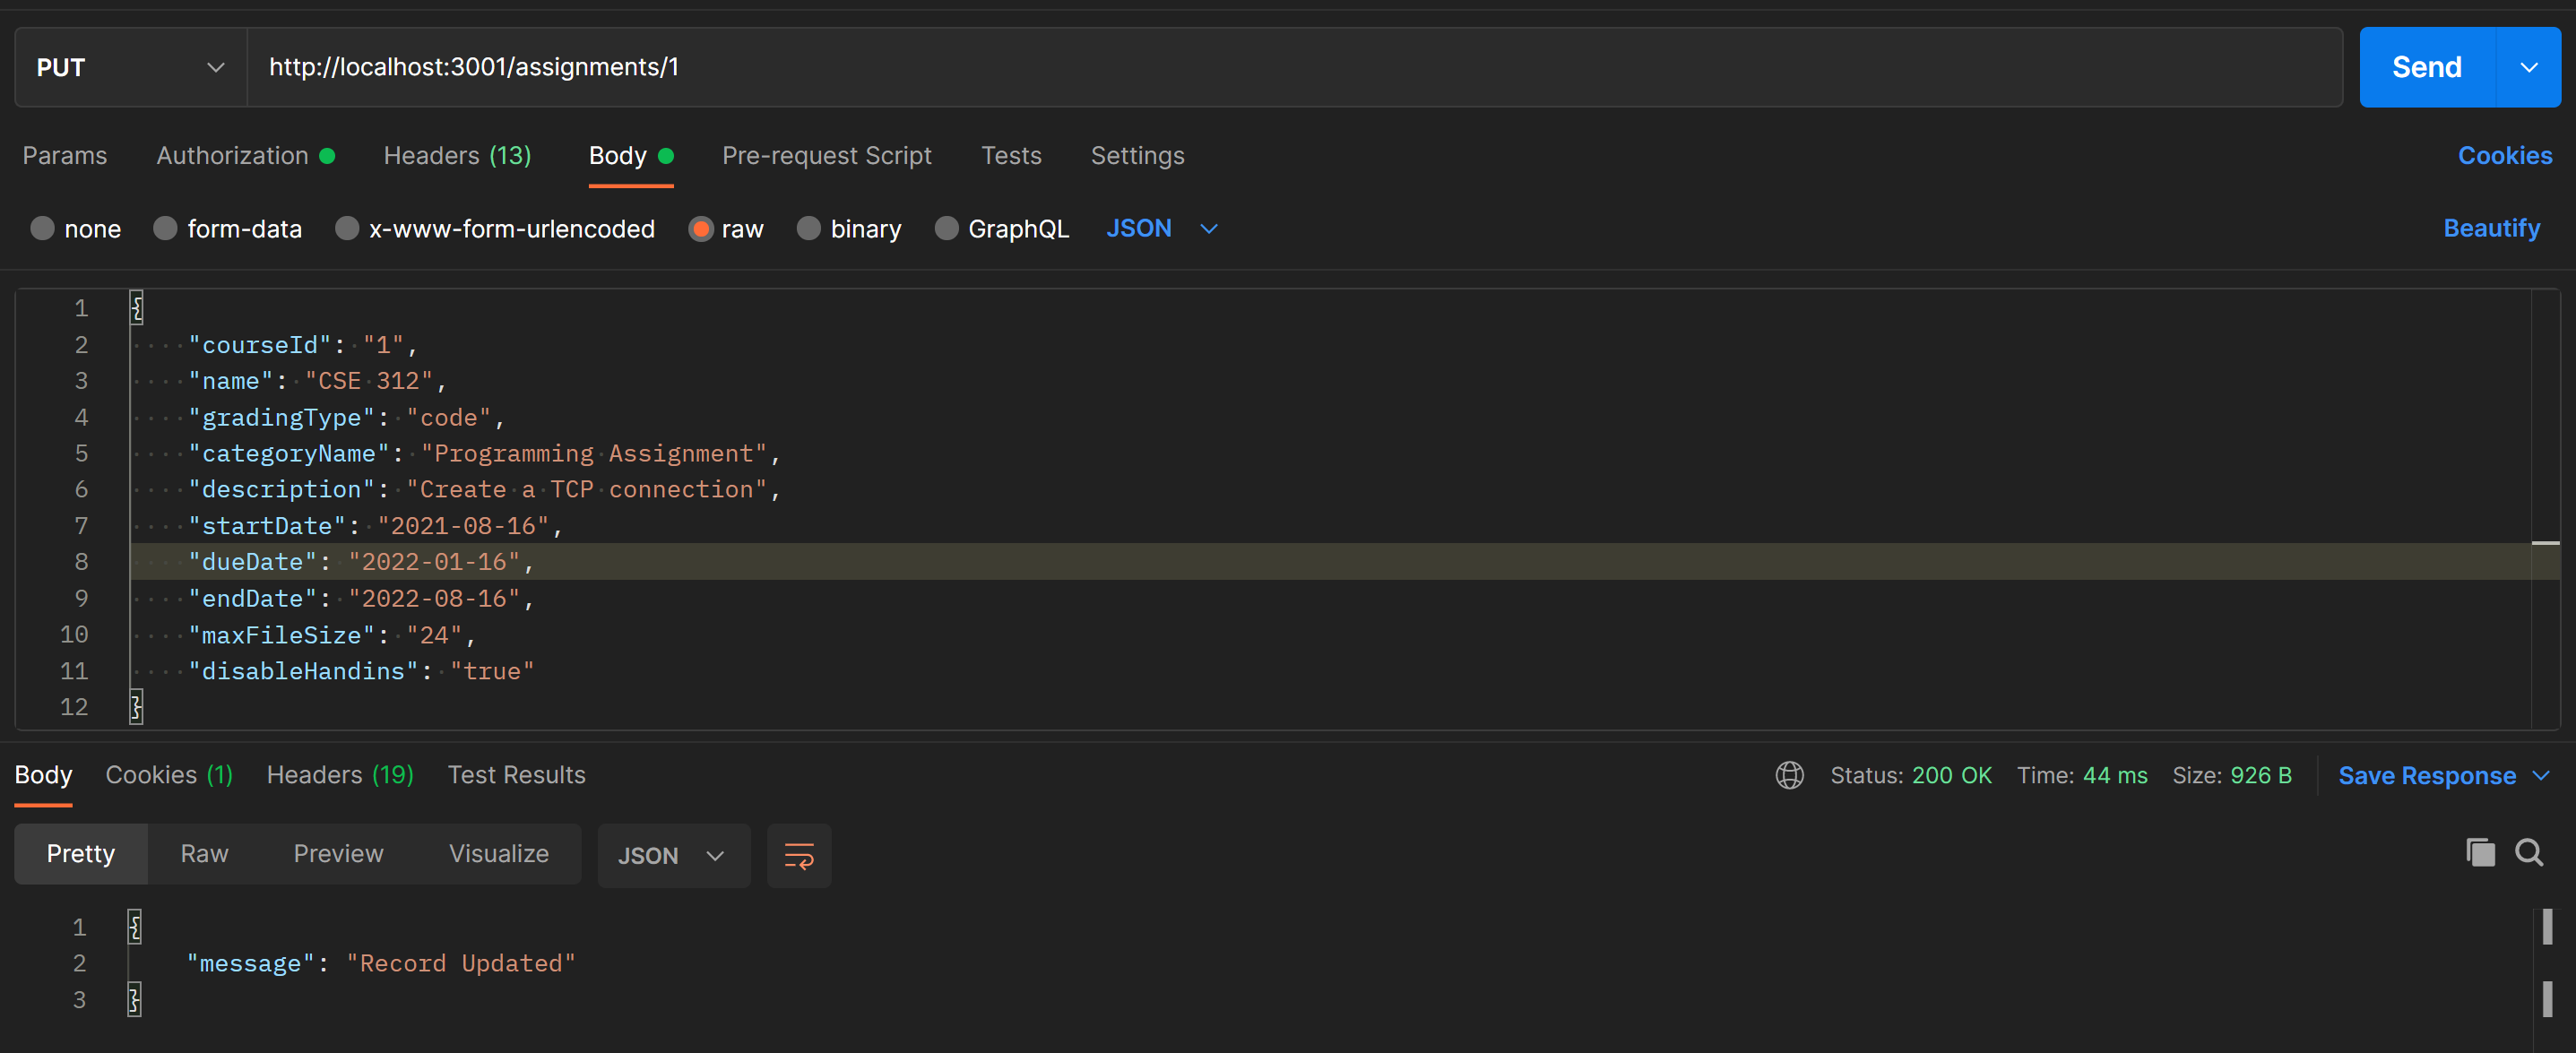 PUT http://localhost:3001/assignments/1 Send
Params Authorization Headers (13) Body Pre-request Script Tests Settings Cookies
none form-data x-www-form-urlencoded raw binary GraphQL JSON Beautify
1 {
2 "courseId": "1",
3 "name": "CSE 312",
4 "gradingType": "code",
5 "categoryName": "Programming Assignment",
6 "description": "Create a TCP connection",
7 "startDate": "2021-08-16",
8 "dueDate": "2022-01-16",
9 "endDate": "2022-08-16",
10 "maxFileSize": "24",
11 "disableHandins": "true"
12 }
Body Cookies (1) Headers (19) Test Results Status: 200 OK Time: 44 ms Size: 926 B Save Response
Pretty Raw Preview Visualize JSON
1 {
2 "message": "Record Updated"
3 }